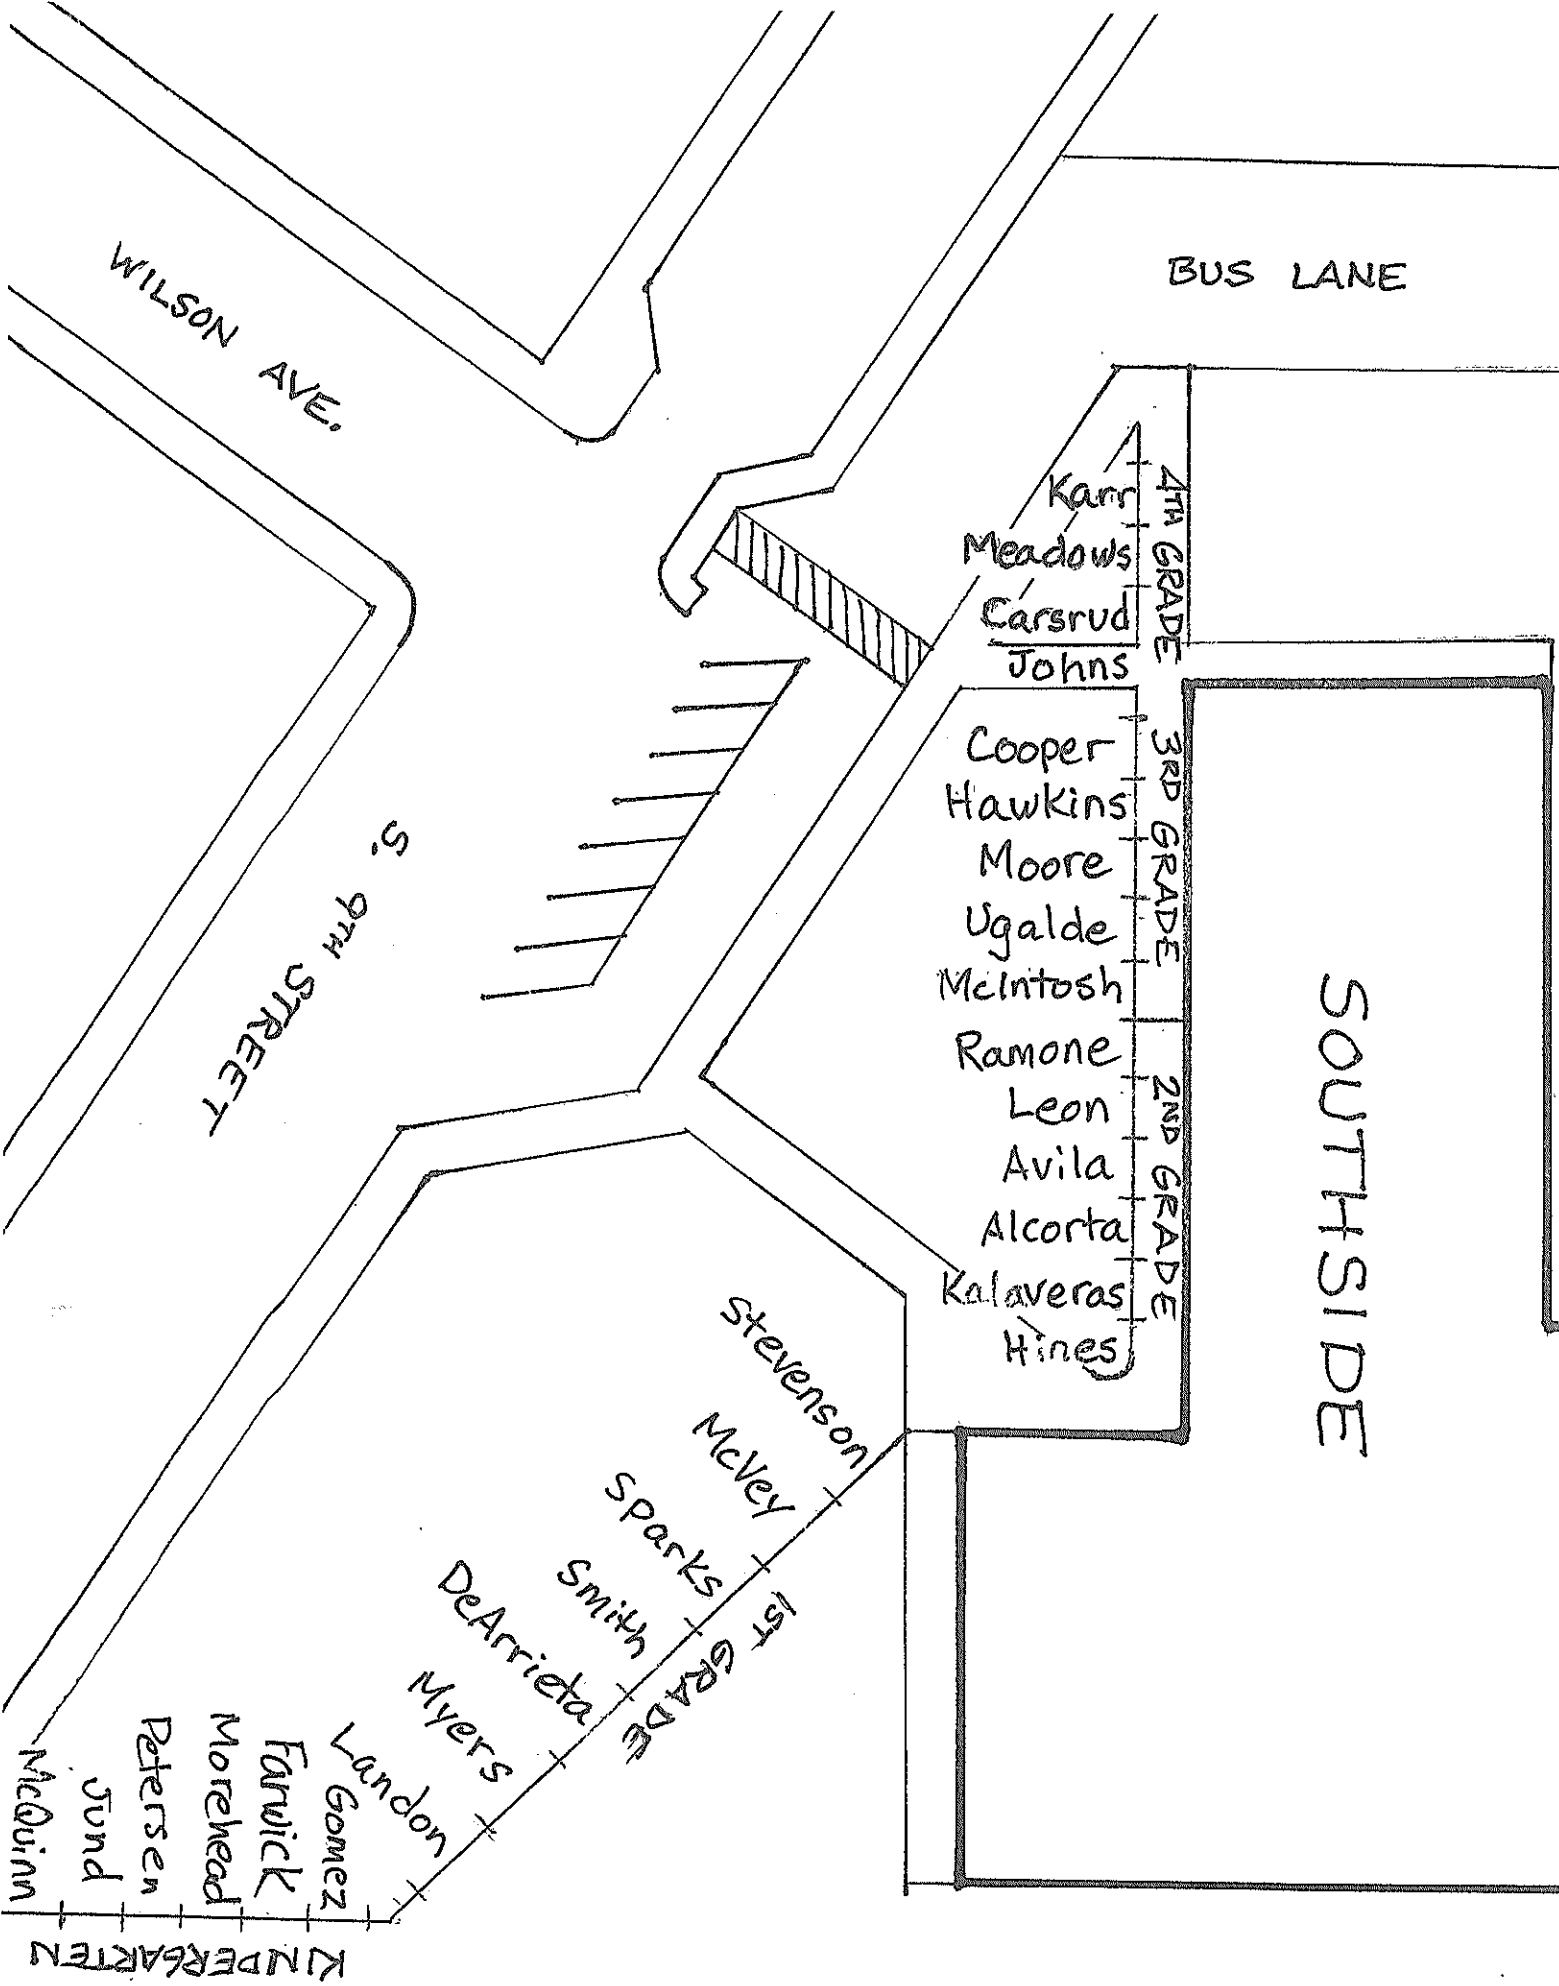 WILSON AVE.
BUS LANE
4TH GRADE
Karr
Meadows
Carsrud
Johns
3RD GRADE
Cooper
Hawkins
Moore
Ugalde
McIntosh
2ND GRADE
Ramone
Leon
Avila
Alcorta
Kalaveras
Hines
S. 9TH STREET
SOUTHSIDE
1ST GRADE
Stevenson
McVey
Sparks
Smith
DeArrieta
Myers
Landon
KINDERGARTEN
Gomez
Farwick
Morehead
Petersen
Jund
McQuinn